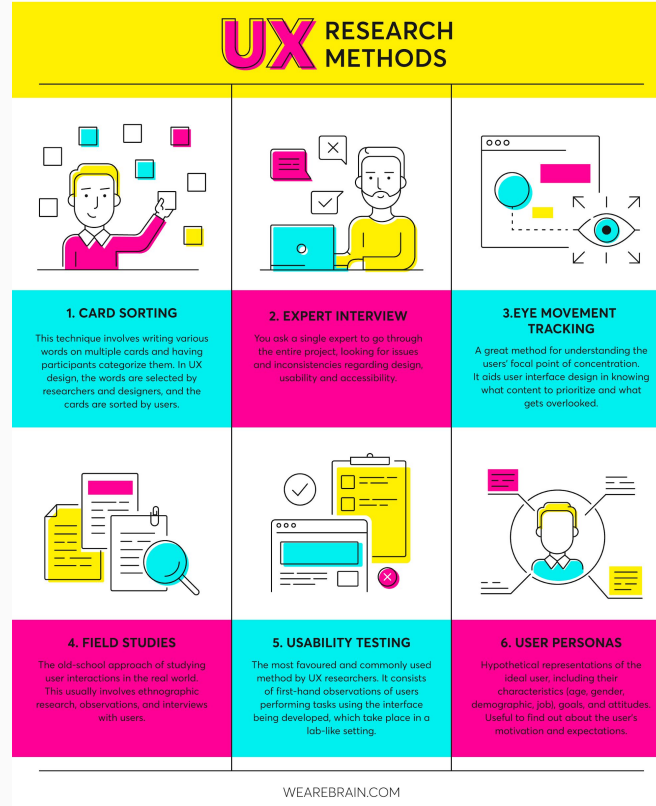 UX RESEARCH
METHODS
1. CARD SORTING
This technique involves writing various
words on multiple cards and having
participants categorize them. In UX
design, the words are selected by
researchers and designers, and the
cards are sorted by users.
2. EXPERT INTERVIEW
You ask a single expert to go through
the entire project, looking for issues
and inconsistencies regarding design,
usability and accessibility.
3.EYE MOVEMENT
TRACKING
A great method for understanding the
users' focal point of concentration.
It aids user interface design in knowing
what content to prioritize and what
gets overlooked.
4. FIELD STUDIES
The old-school approach of studying
user interactions in the real world.
This usually involves ethnographic
research, observations, and interviews
with users.
5. USABILITY TESTING
The most favoured and commonly used
method by UX researchers. It consists
of first-hand observations of users
performing tasks using the interface
being developed, which take place in a
lab-like setting.
6. USER PERSONAS
Hypothetical representations of the
ideal user, including their
characteristics (age, gender,
demographic, job), goals, and attitudes.
Useful to find out about the user's
motivation and expectations.
WEAREBRAIN.COM